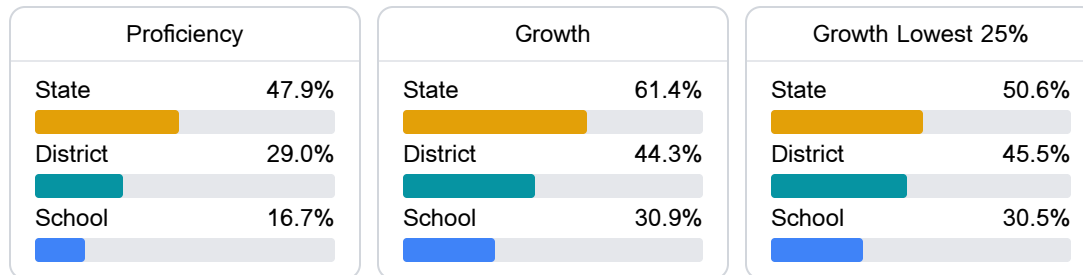 Proficiency
State 47.9%
District 29.0%
School 16.7%
Growth
State 61.4%
District 44.3%
School 30.9%
Growth Lowest 25%
State 50.6%
District 45.5%
School 30.5%